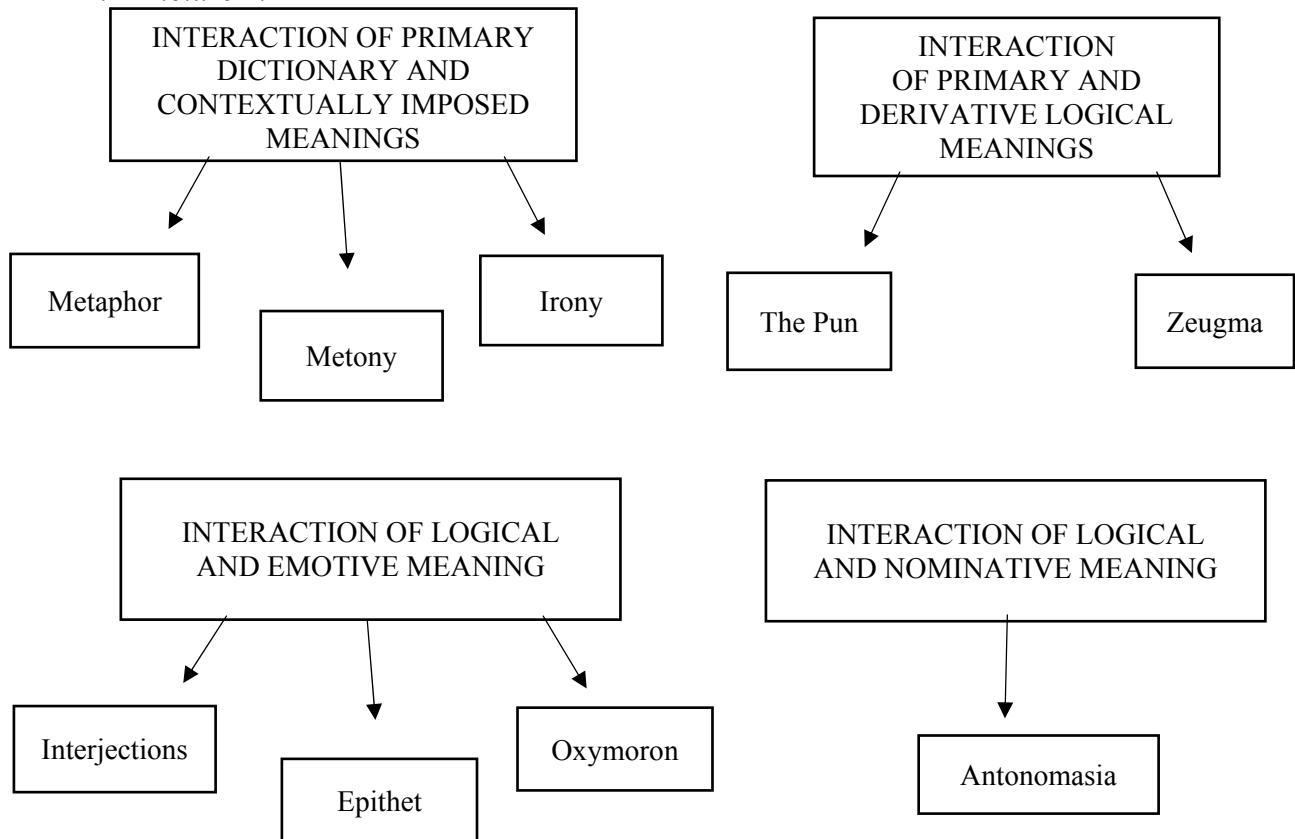 INTERACTION OF PRIMARY
DICTIONARY AND
CONTEXTUALLY IMPOSED
MEANINGS
Metaphor
Metony
Irony
INTERACTION
OF PRIMARY AND
DERIVATIVE LOGICAL
MEANINGS
The Pun
Zeugma
INTERACTION OF LOGICAL
AND EMOTIVE MEANING
Interjections
Epithet
Oxymoron
INTERACTION OF LOGICAL
AND NOMINATIVE MEANING
Antonomasia